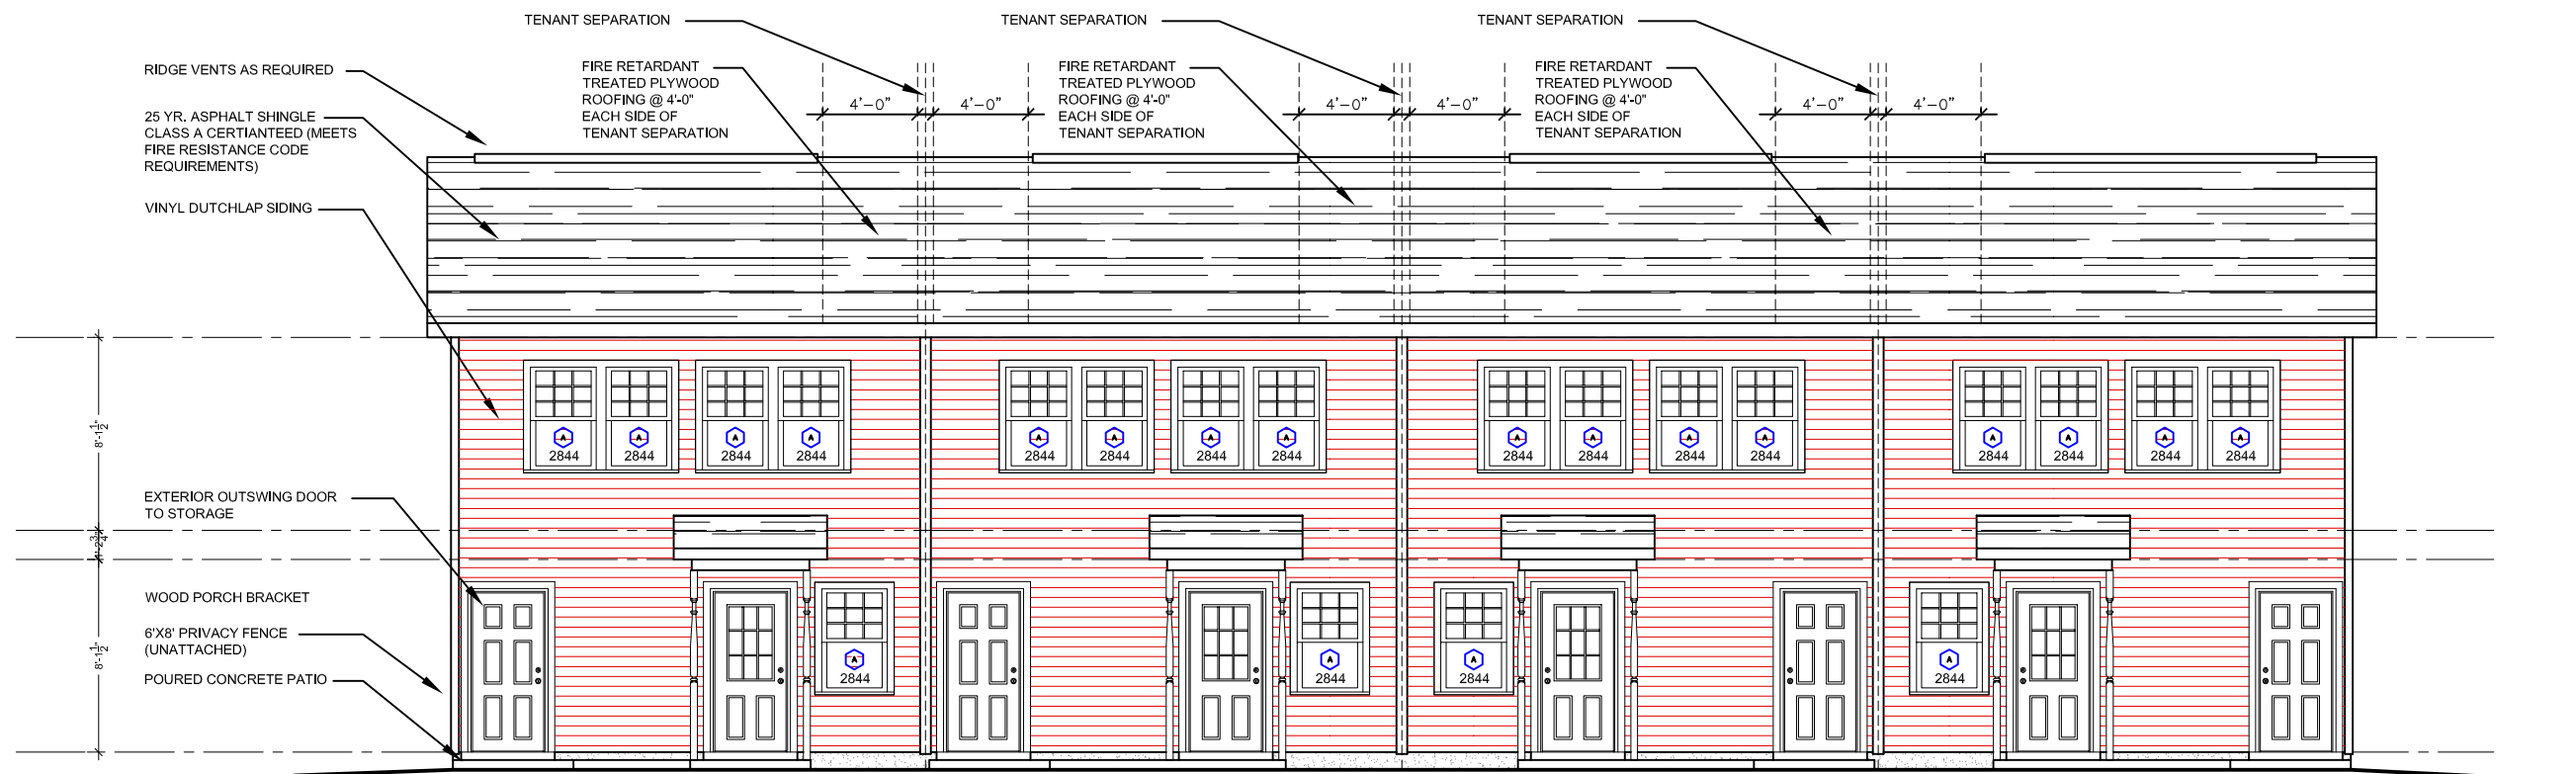 TENANT SEPARATION
TENANT SEPARATION
TENANT SEPARATION
RIDGE VENTS AS REQUIRED
FIRE RETARDANT
TREATED PLYWOOD
ROOFING @ 4'-0"
EACH SIDE OF
TENANT SEPARATION
FIRE RETARDANT
TREATED PLYWOOD
ROOFING @ 4'-0"
EACH SIDE OF
TENANT SEPARATION
FIRE RETARDANT
TREATED PLYWOOD
ROOFING @ 4'-0"
EACH SIDE OF
TENANT SEPARATION
4'-0" 4'-0" 4'-0" 4'-0" 4'-0" 4'-0"
25 YR. ASPHALT SHINGLE
CLASS A CERTIANTEED (MEETS
FIRE RESISTANCE CODE
REQUIREMENTS)
VINYL DUTCHLAP SIDING
8'-1 1/2"
A A A A A A A A A A A A A A A A
2844 2844 2844 2844 2844 2844 2844 2844 2844 2844 2844 2844 2844 2844 2844 2844
EXTERIOR OUTSWING DOOR
TO STORAGE
WOOD PORCH BRACKET
6'X8' PRIVACY FENCE
(UNATTACHED)
8'-1 1/2"
POURED CONCRETE PATIO
A A A A
2844 2844 2844 2844